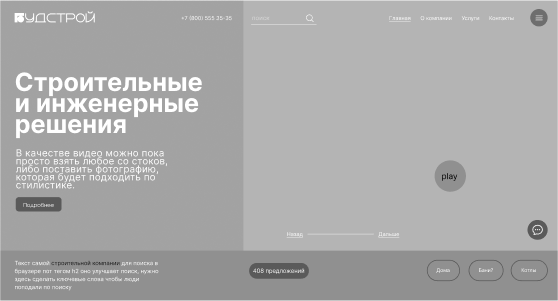 ВУДСТРОЙ
+7 (800) 555 35-35
поиск
Главная
О компании
Услуги
Контакты
Строительные
и инженерные
решения
В качестве видео можно пока
просто взять любое со стоков,
либо поставить фотографию,
которая будет подходить по
стилистике.
Подробнее
play
Назад
Дальше
Текст самой строительной компании для поиска в
браузере пот тегом h2 оно улучшает поиск, нужно
здесь сделать ключевые слова чтобы люди
попадали по поиску
408 предложений
Дома
Бани?
Котлы